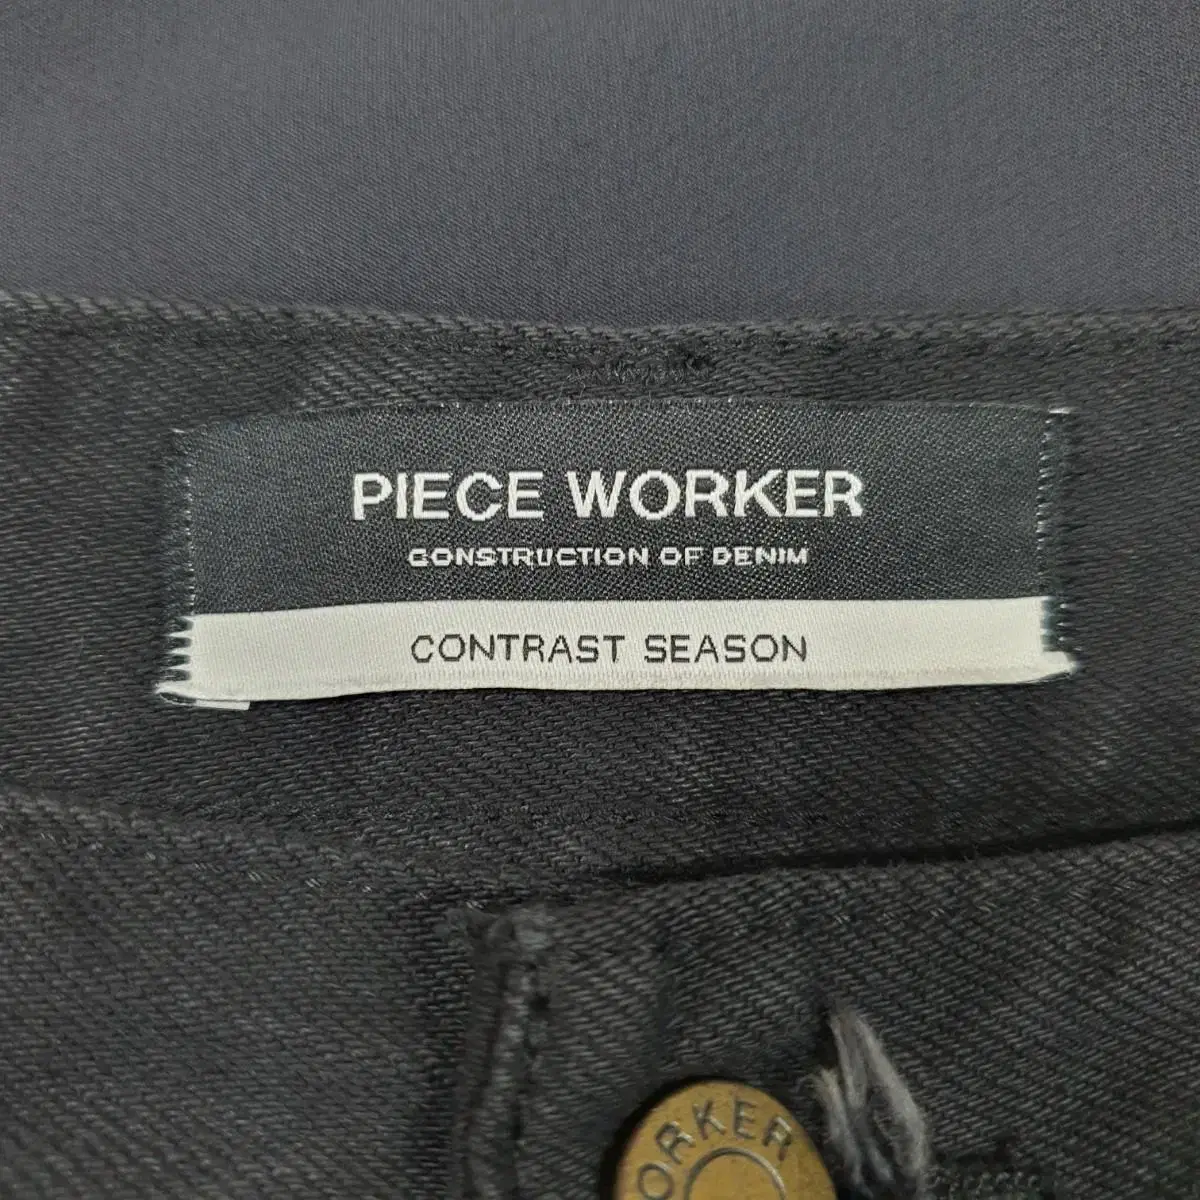 PIECE WORKER
CONSTRUCTION OF DENIM
CONTRAST SEASON
ORKER